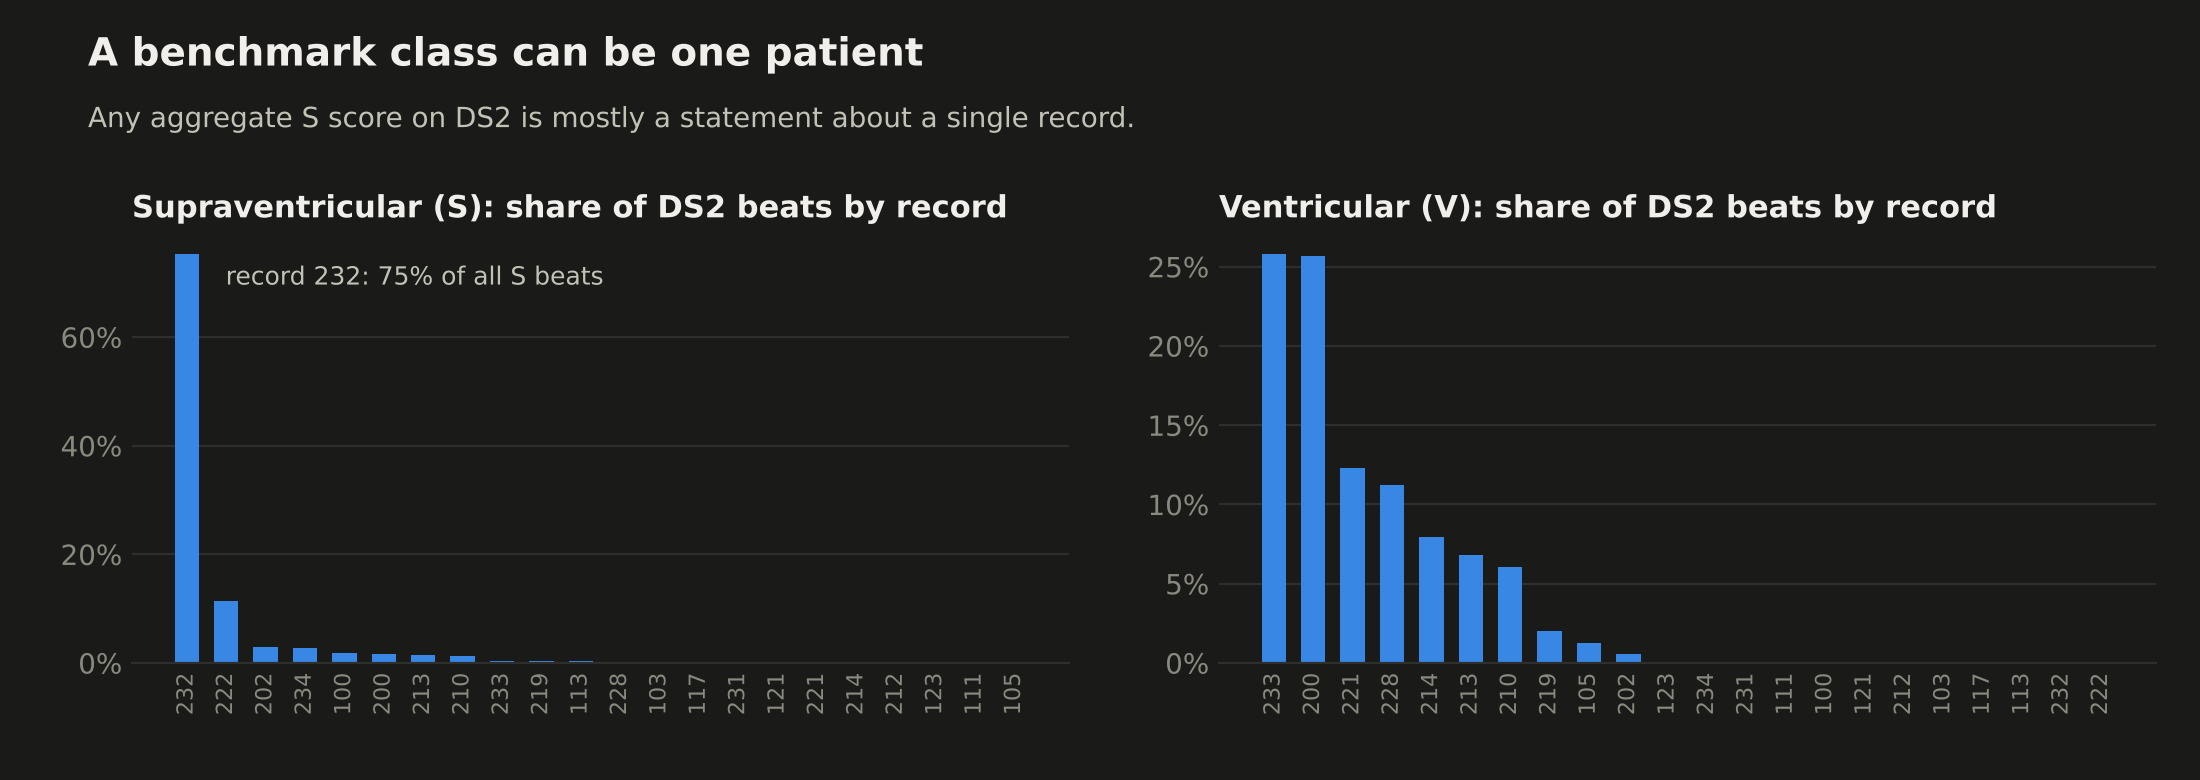 A benchmark class can be one patient
Any aggregate S score on DS2 is mostly a statement about a single record.
Supraventricular (S): share of DS2 beats by record
record 232: 75% of all S beats
60%
40%
20%
0%
232 222 202 234 100 200 213 210 233 219 113 228 103 117 231 121 221 214 212 123 111 105
Ventricular (V): share of DS2 beats by record
25%
20%
15%
10%
5%
0%
233 200 221 228 214 213 210 219 105 202 123 234 231 111 100 121 212 103 117 113 232 222